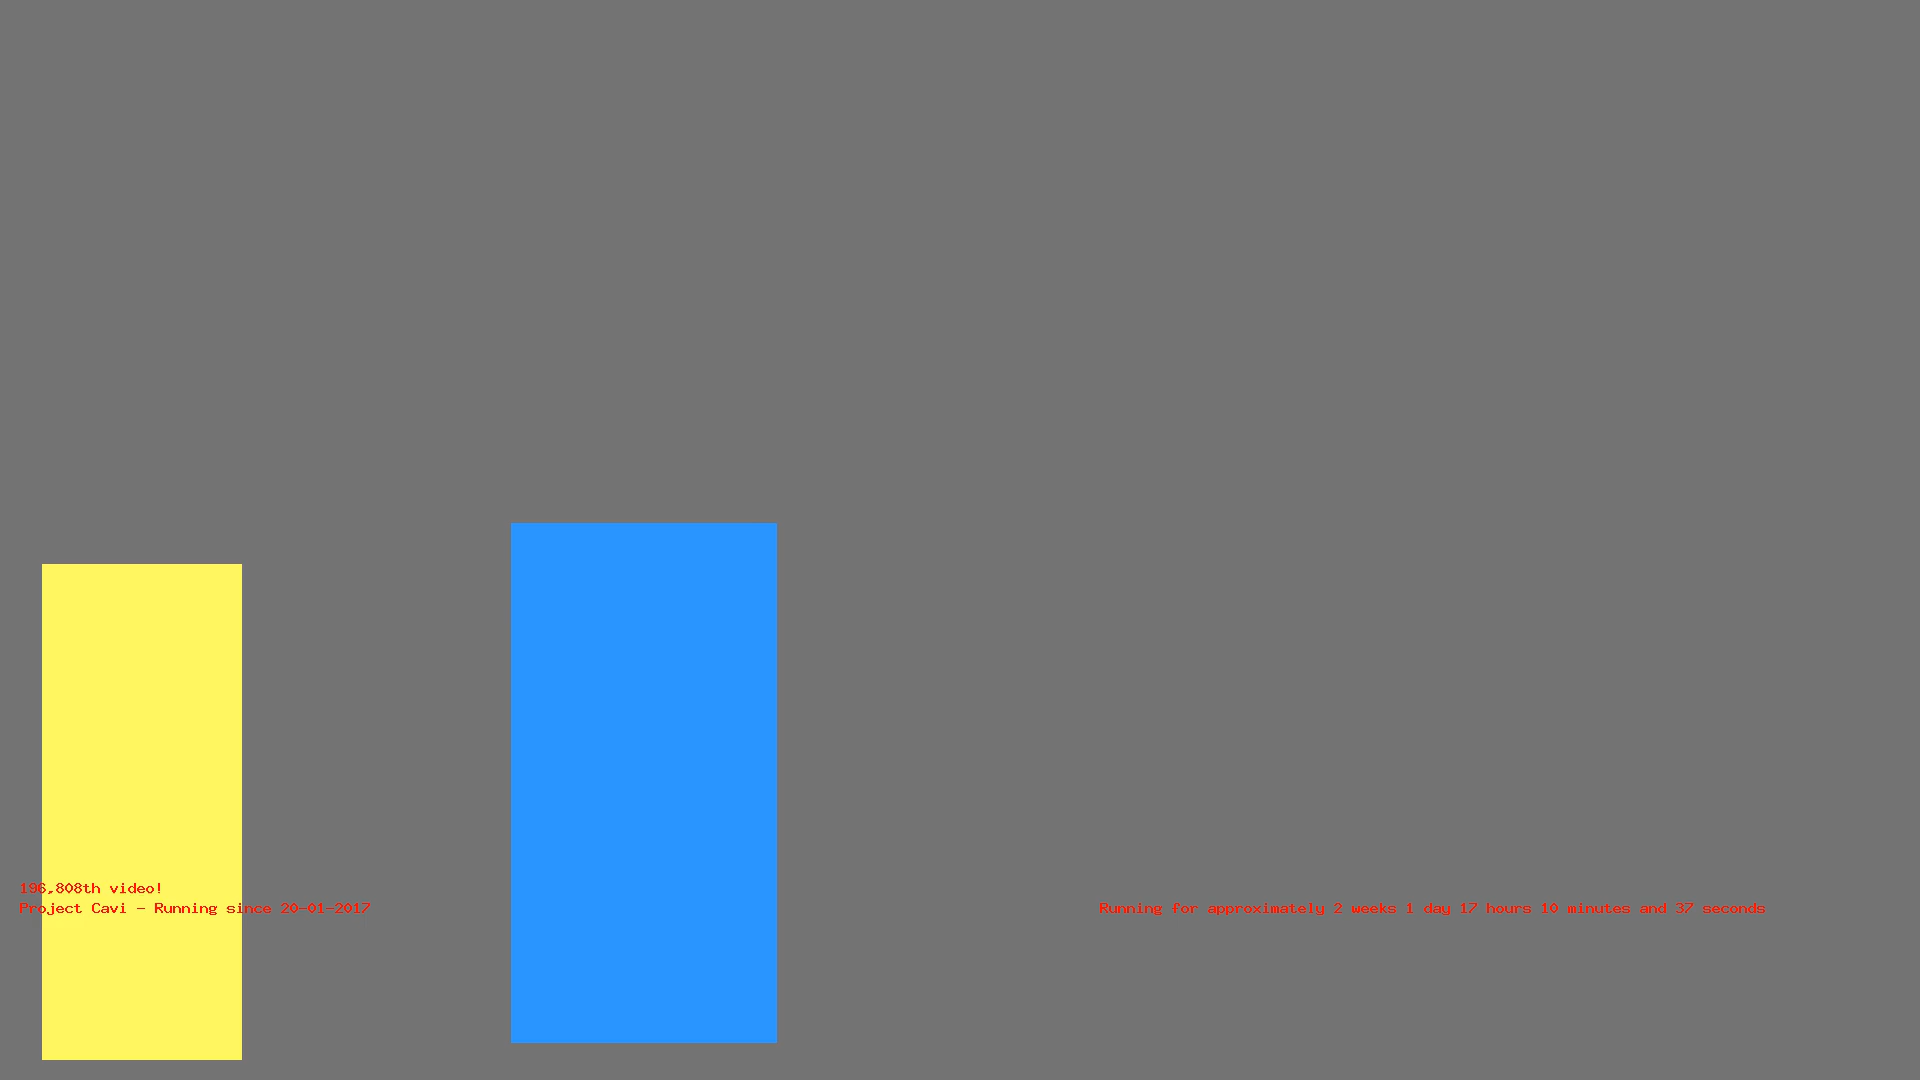 196,808th video!
Project Cavi - Running since 20-01-2017
Running for approximately 2 weeks 1 day 17 hours 10 minutes and 37 seconds